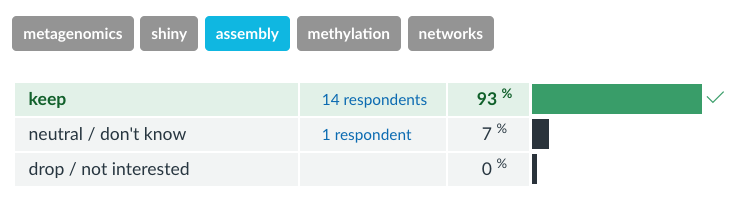 metagenomics shiny assembly methylation networks
keep 14 respondents 93 %
neutral / don't know 1 respondent 7 %
drop / not interested 0 %